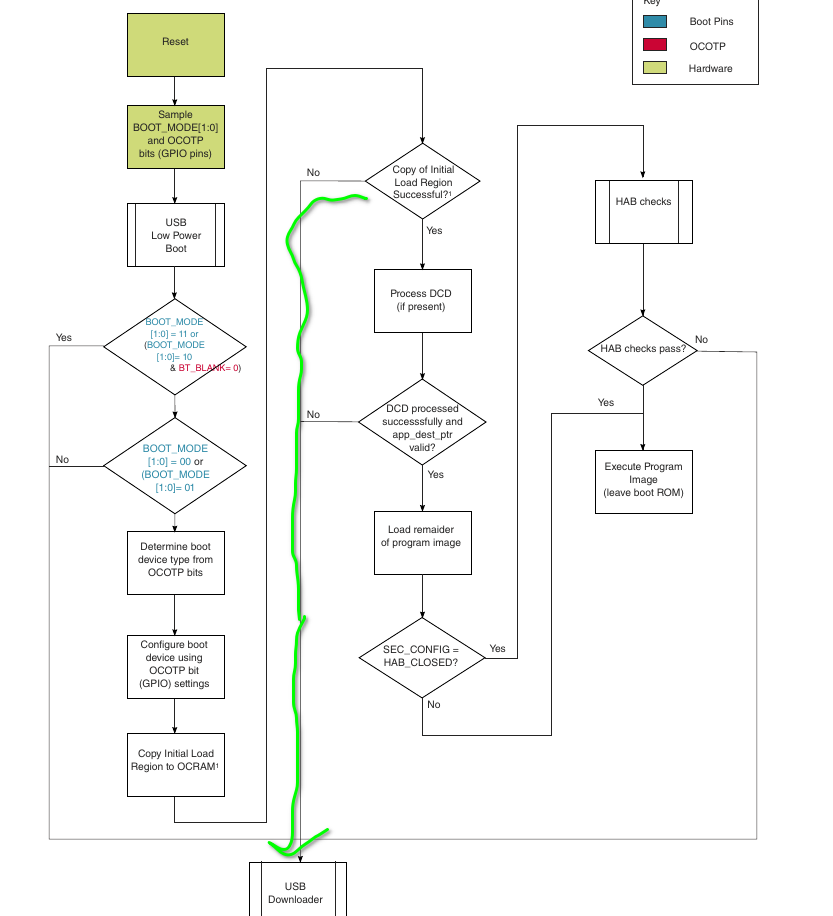 Key
Boot Pins
OCOTP
Hardware
Reset
Sample
BOOT_MODE[1:0]
and OCOTP
bits (GPIO pins)
USB
Low Power
Boot
Yes
BOOT_MODE
[1:0] = 11 or
(BOOT_MODE
[1:0]= 10
& BT_BLANK= 0)
No
BOOT_MODE
[1:0] = 00 or
(BOOT_MODE
[1:0]= 01
Determine boot
device type from
OCOTP bits
Configure boot
device using
OCOTP bit
(GPIO) settings
Copy Initial Load
Region to OCRAM¹
No
Copy of Initial
Load Region
Successful?¹
Yes
Process DCD
(if present)
No
DCD processed
successsfully and
app_dest_ptr
valid?
Yes
Load remaider
of program image
SEC_CONFIG =
HAB_CLOSED?
Yes
No
HAB checks
HAB checks pass?
No
Yes
Execute Program
Image
(leave boot ROM)
USB
Downloader